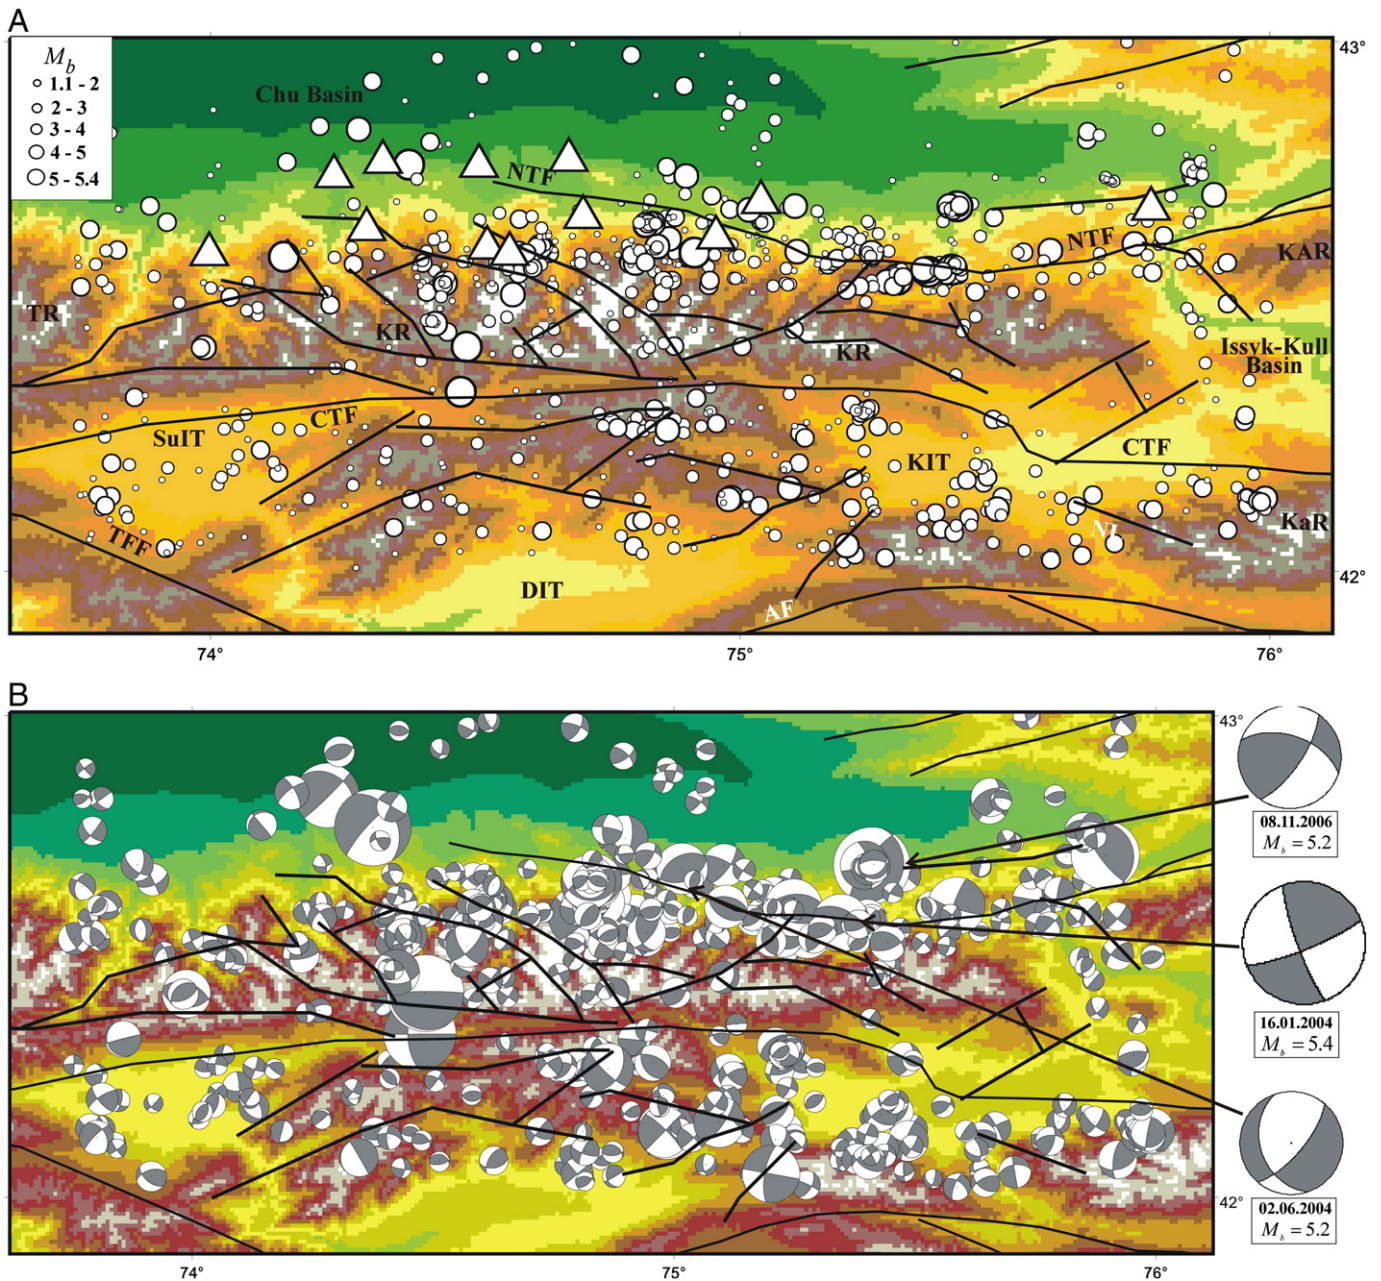 A
M_b
1.1 - 2
2 - 3
3 - 4
4 - 5
5 - 5.4
Chu Basin
NTF
NTF
KAR
TR
KR
KR
Issyk-Kull
Basin
CTF
SuIT
CTF
KIT
TFF
NI
KaR
DIT
AF
43°
42°
74°
75°
76°
B
43°
08.11.2006
M_b = 5.2
16.01.2004
M_b = 5.4
42°
02.06.2004
M_b = 5.2
74°
75°
76°